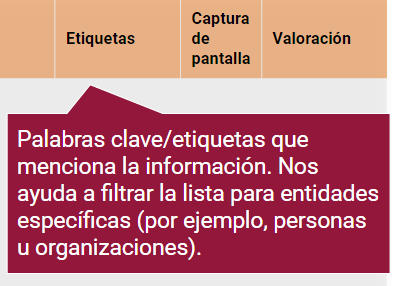 Etiquetas
Captura
de
pantalla
Valoración
Palabras clave/etiquetas que
menciona la información. Nos
ayuda a filtrar la lista para entidades
específicas (por ejemplo, personas
u organizaciones).